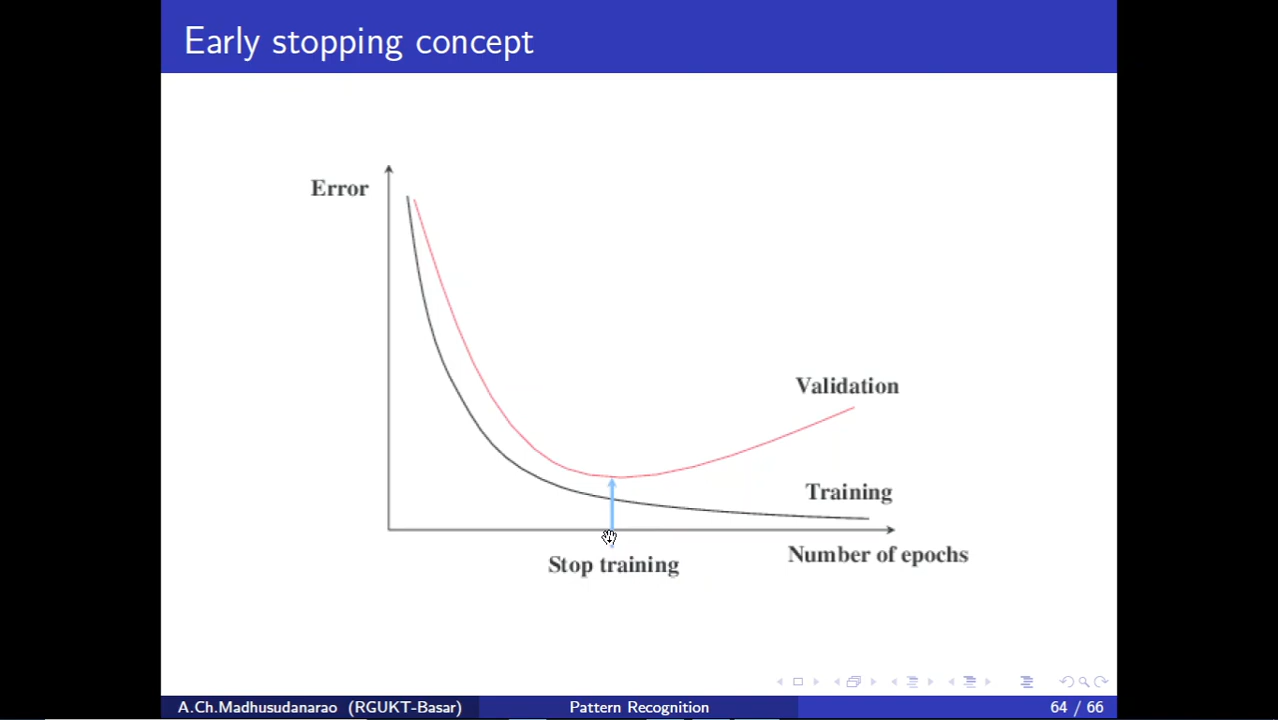 Early stopping concept
Error
Validation
Training
Number of epochs
Stop training
A.Ch.Madhusudanarao (RGUKT-Basar) Pattern Recognition 64 / 66